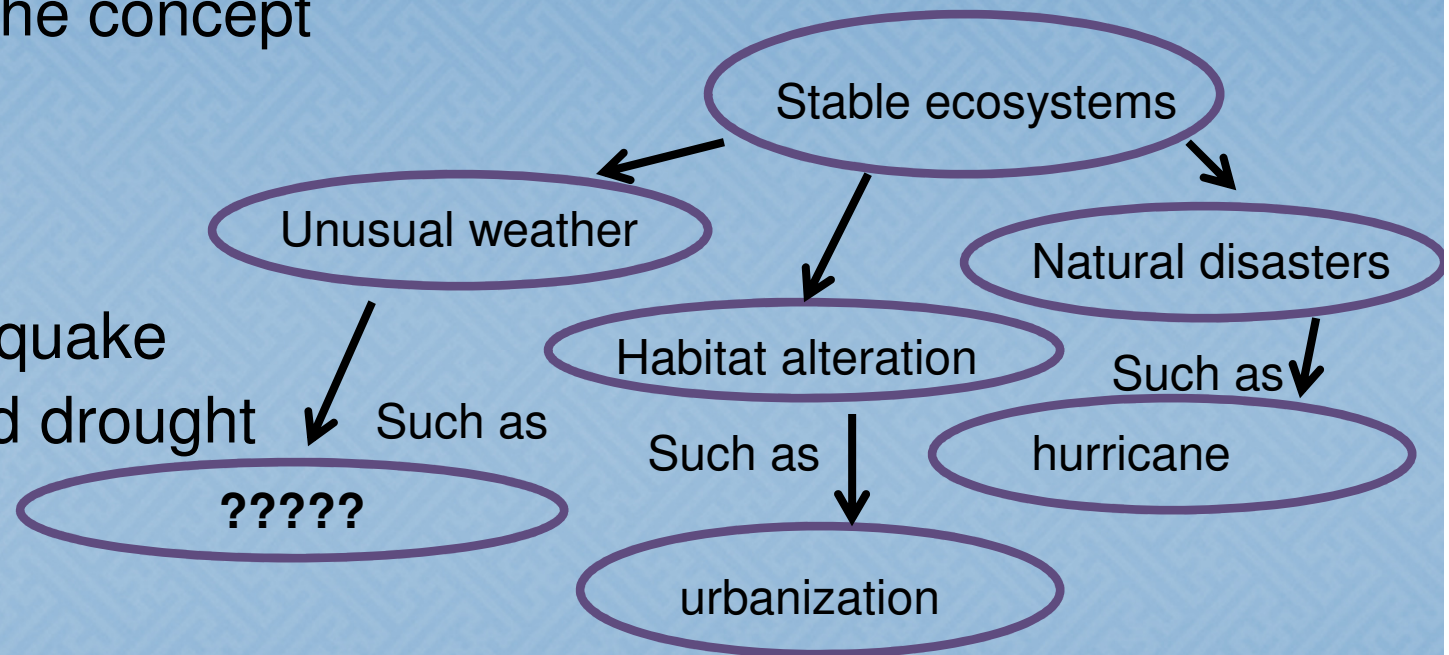 he concept
Stable ecosystems
Unusual weather
Natural disasters
quake
Habitat alteration
Such as
d drought
Such as
Such as
hurricane
?????
urbanization